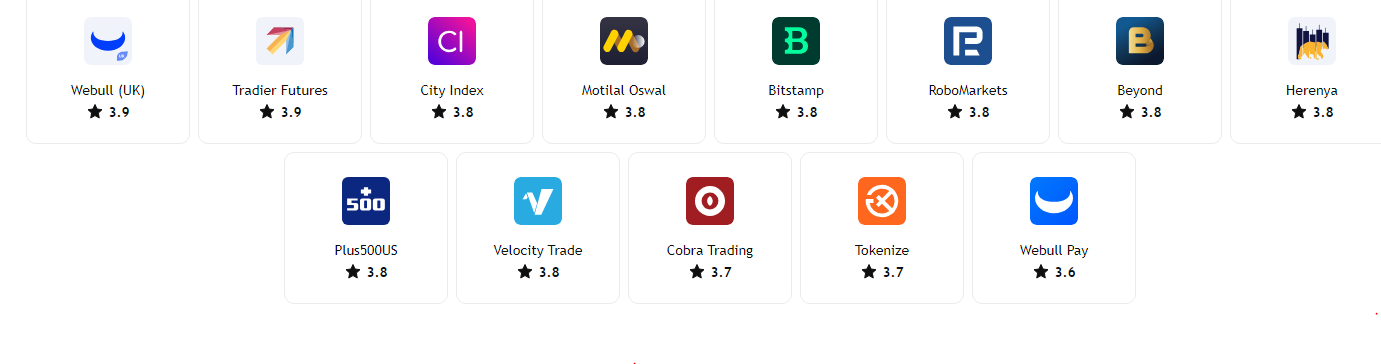 CI
Webull (UK)
3.9
Tradier Futures
3.9
City Index
3.8
Motilal Oswal
3.8
Bitstamp
3.8
RoboMarkets
3.8
Beyond
3.8
Herenya
3.8
500
Plus500US
3.8
Velocity Trade
3.8
Cobra Trading
3.7
Tokenize
3.7
Webull Pay
3.6